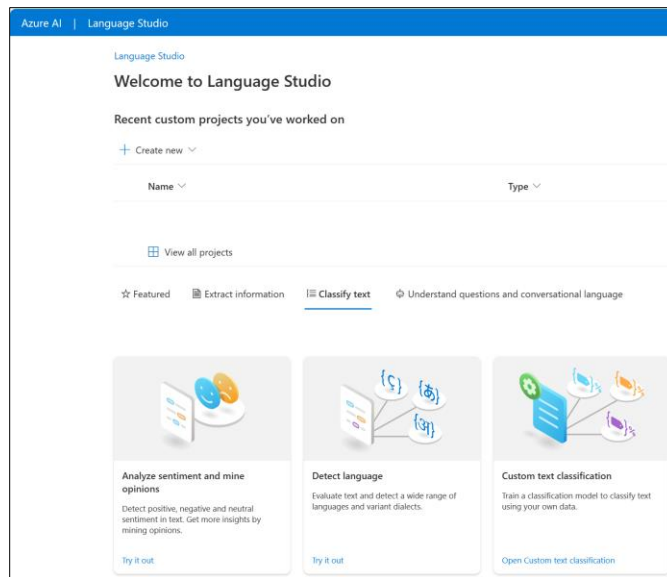 Azure AI | Language Studio
Language Studio
Welcome to Language Studio
Recent custom projects you've worked on
Create new
Name Type
View all projects
Featured Extract information Classify text Understand questions and conversational language
{ç} {あ} {अ}
Analyze sentiment and mine
opinions
Detect positive, negative and neutral
sentiment in text. Get more insights by
mining opinions.
Try it out
Detect language
Evaluate text and detect a wide range of
languages and variant dialects.
Try it out
Custom text classification
Train a classification model to classify text
using your own data.
Open Custom text classification